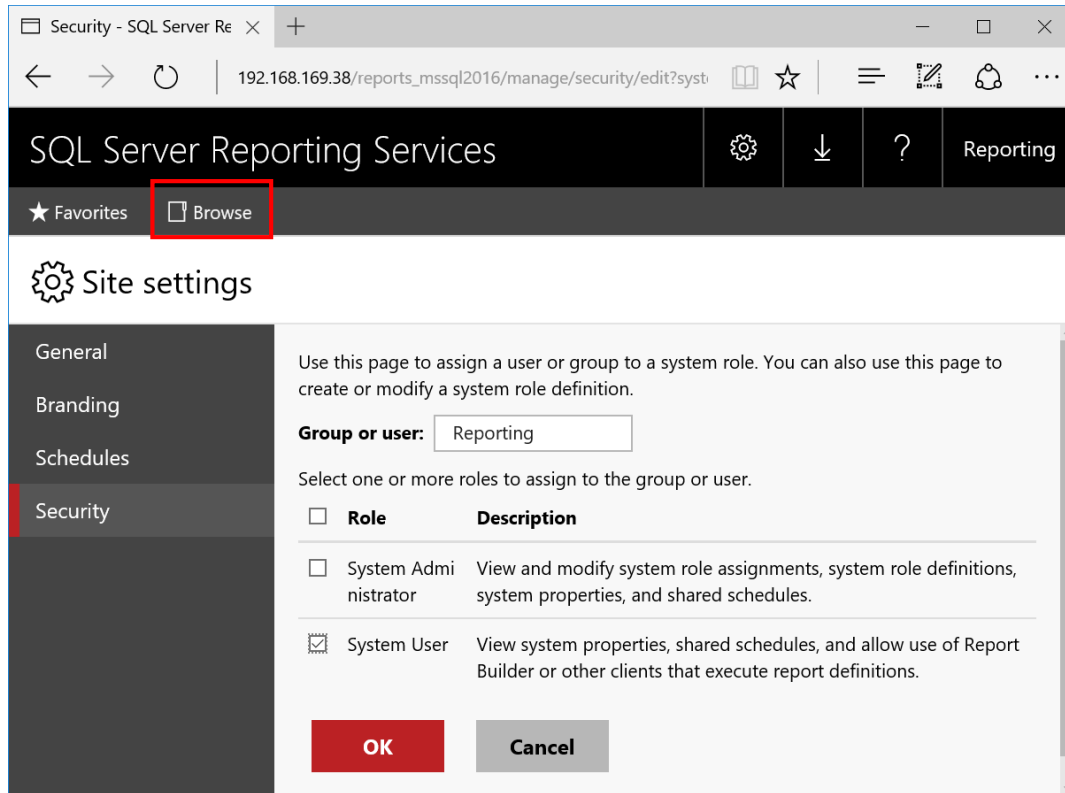 Security - SQL Server Re
192.168.169.38/reports_mssql2016/manage/security/edit?syst
SQL Server Reporting Services
?
Reporting
Favorites
Browse
Site settings
General
Branding
Schedules
Security
Use this page to assign a user or group to a system role. You can also use this page to
create or modify a system role definition.
Group or user: Reporting
Select one or more roles to assign to the group or user.
Role Description
System Admi View and modify system role assignments, system role definitions,
nistrator system properties, and shared schedules.
System User View system properties, shared schedules, and allow use of Report
Builder or other clients that execute report definitions.
OK Cancel